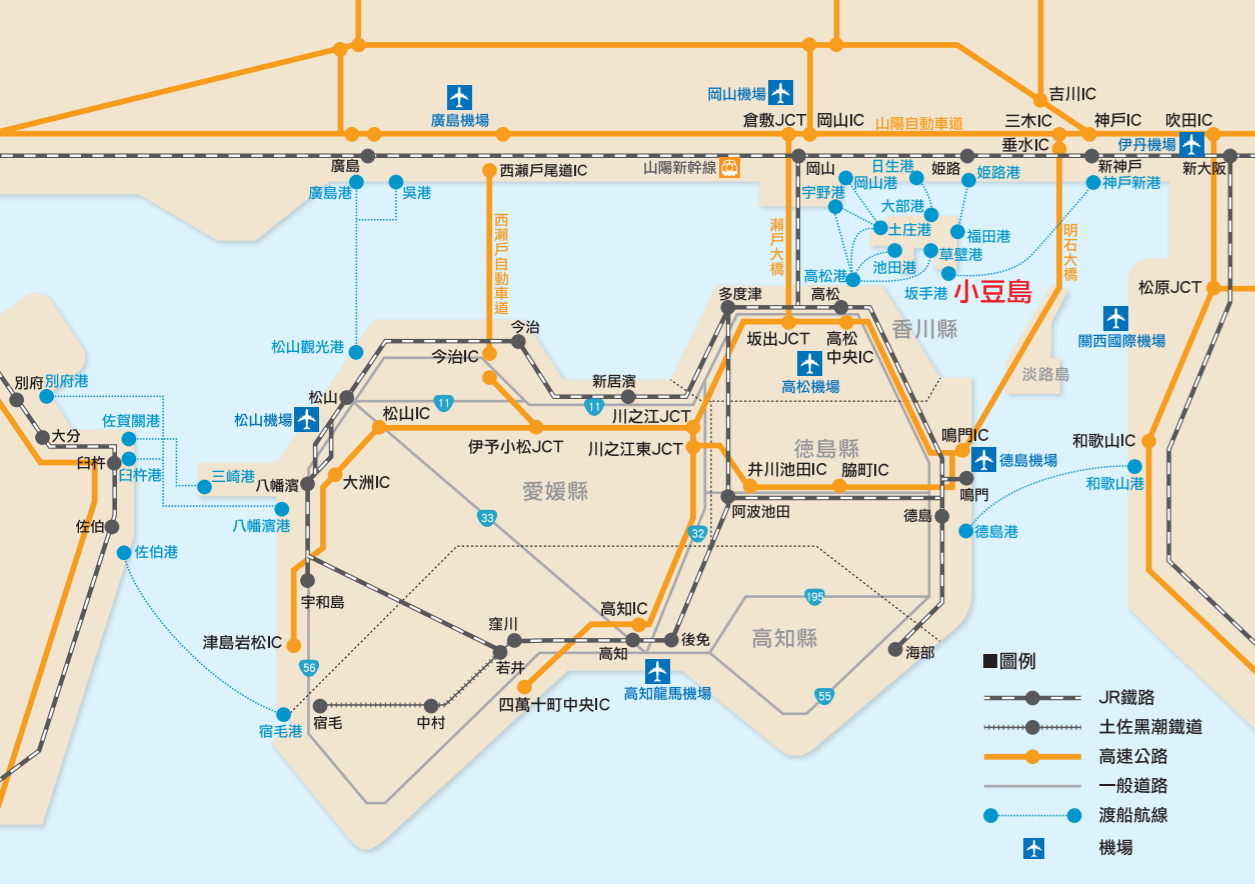 吉川IC
岡山機場
廣島機場
倉敷JCT
岡山IC
山陽自動車道
三木IC
神戶IC
吹田IC
垂水IC
伊丹機場
廣島
西瀨戶尾道IC
山陽新幹線
岡山
日生港
姬路
姬路港
新神戶
新大阪
廣島港
吳港
宇野港
岡山港
神戶新港
大部港
土庄港
福田港
西瀨戶自動車道
瀨戶大橋
明石大橋
草壁港
池田港
高松港
坂手港
小豆島
松原JCT
多度津
高松
香川縣
關西國際機場
松山觀光港
今治
今治IC
坂出JCT
高松
中央IC
高松機場
淡路島
別府
別府港
新居濱
松山
11
11
松山機場
松山IC
川之江JCT
佐賀關港
大分
伊予小松JCT
川之江東JCT
德島縣
鳴門IC
和歌山IC
臼杵
臼杵港
三崎港
八幡濱
大洲IC
愛媛縣
井川池田IC
脇町IC
德島機場
和歌山港
鳴門
佐伯
八幡濱港
33
32
阿波池田
德島
德島港
佐伯港
宇和島
195
高知IC
窪川
高知縣
津島岩松IC
56
若井
高知
後免
海部
圖例
高知龍馬機場
55
四萬十町中央IC
宿毛港
宿毛
中村
JR鐵路
土佐黑潮鐵道
高速公路
一般道路
渡船航線
機場